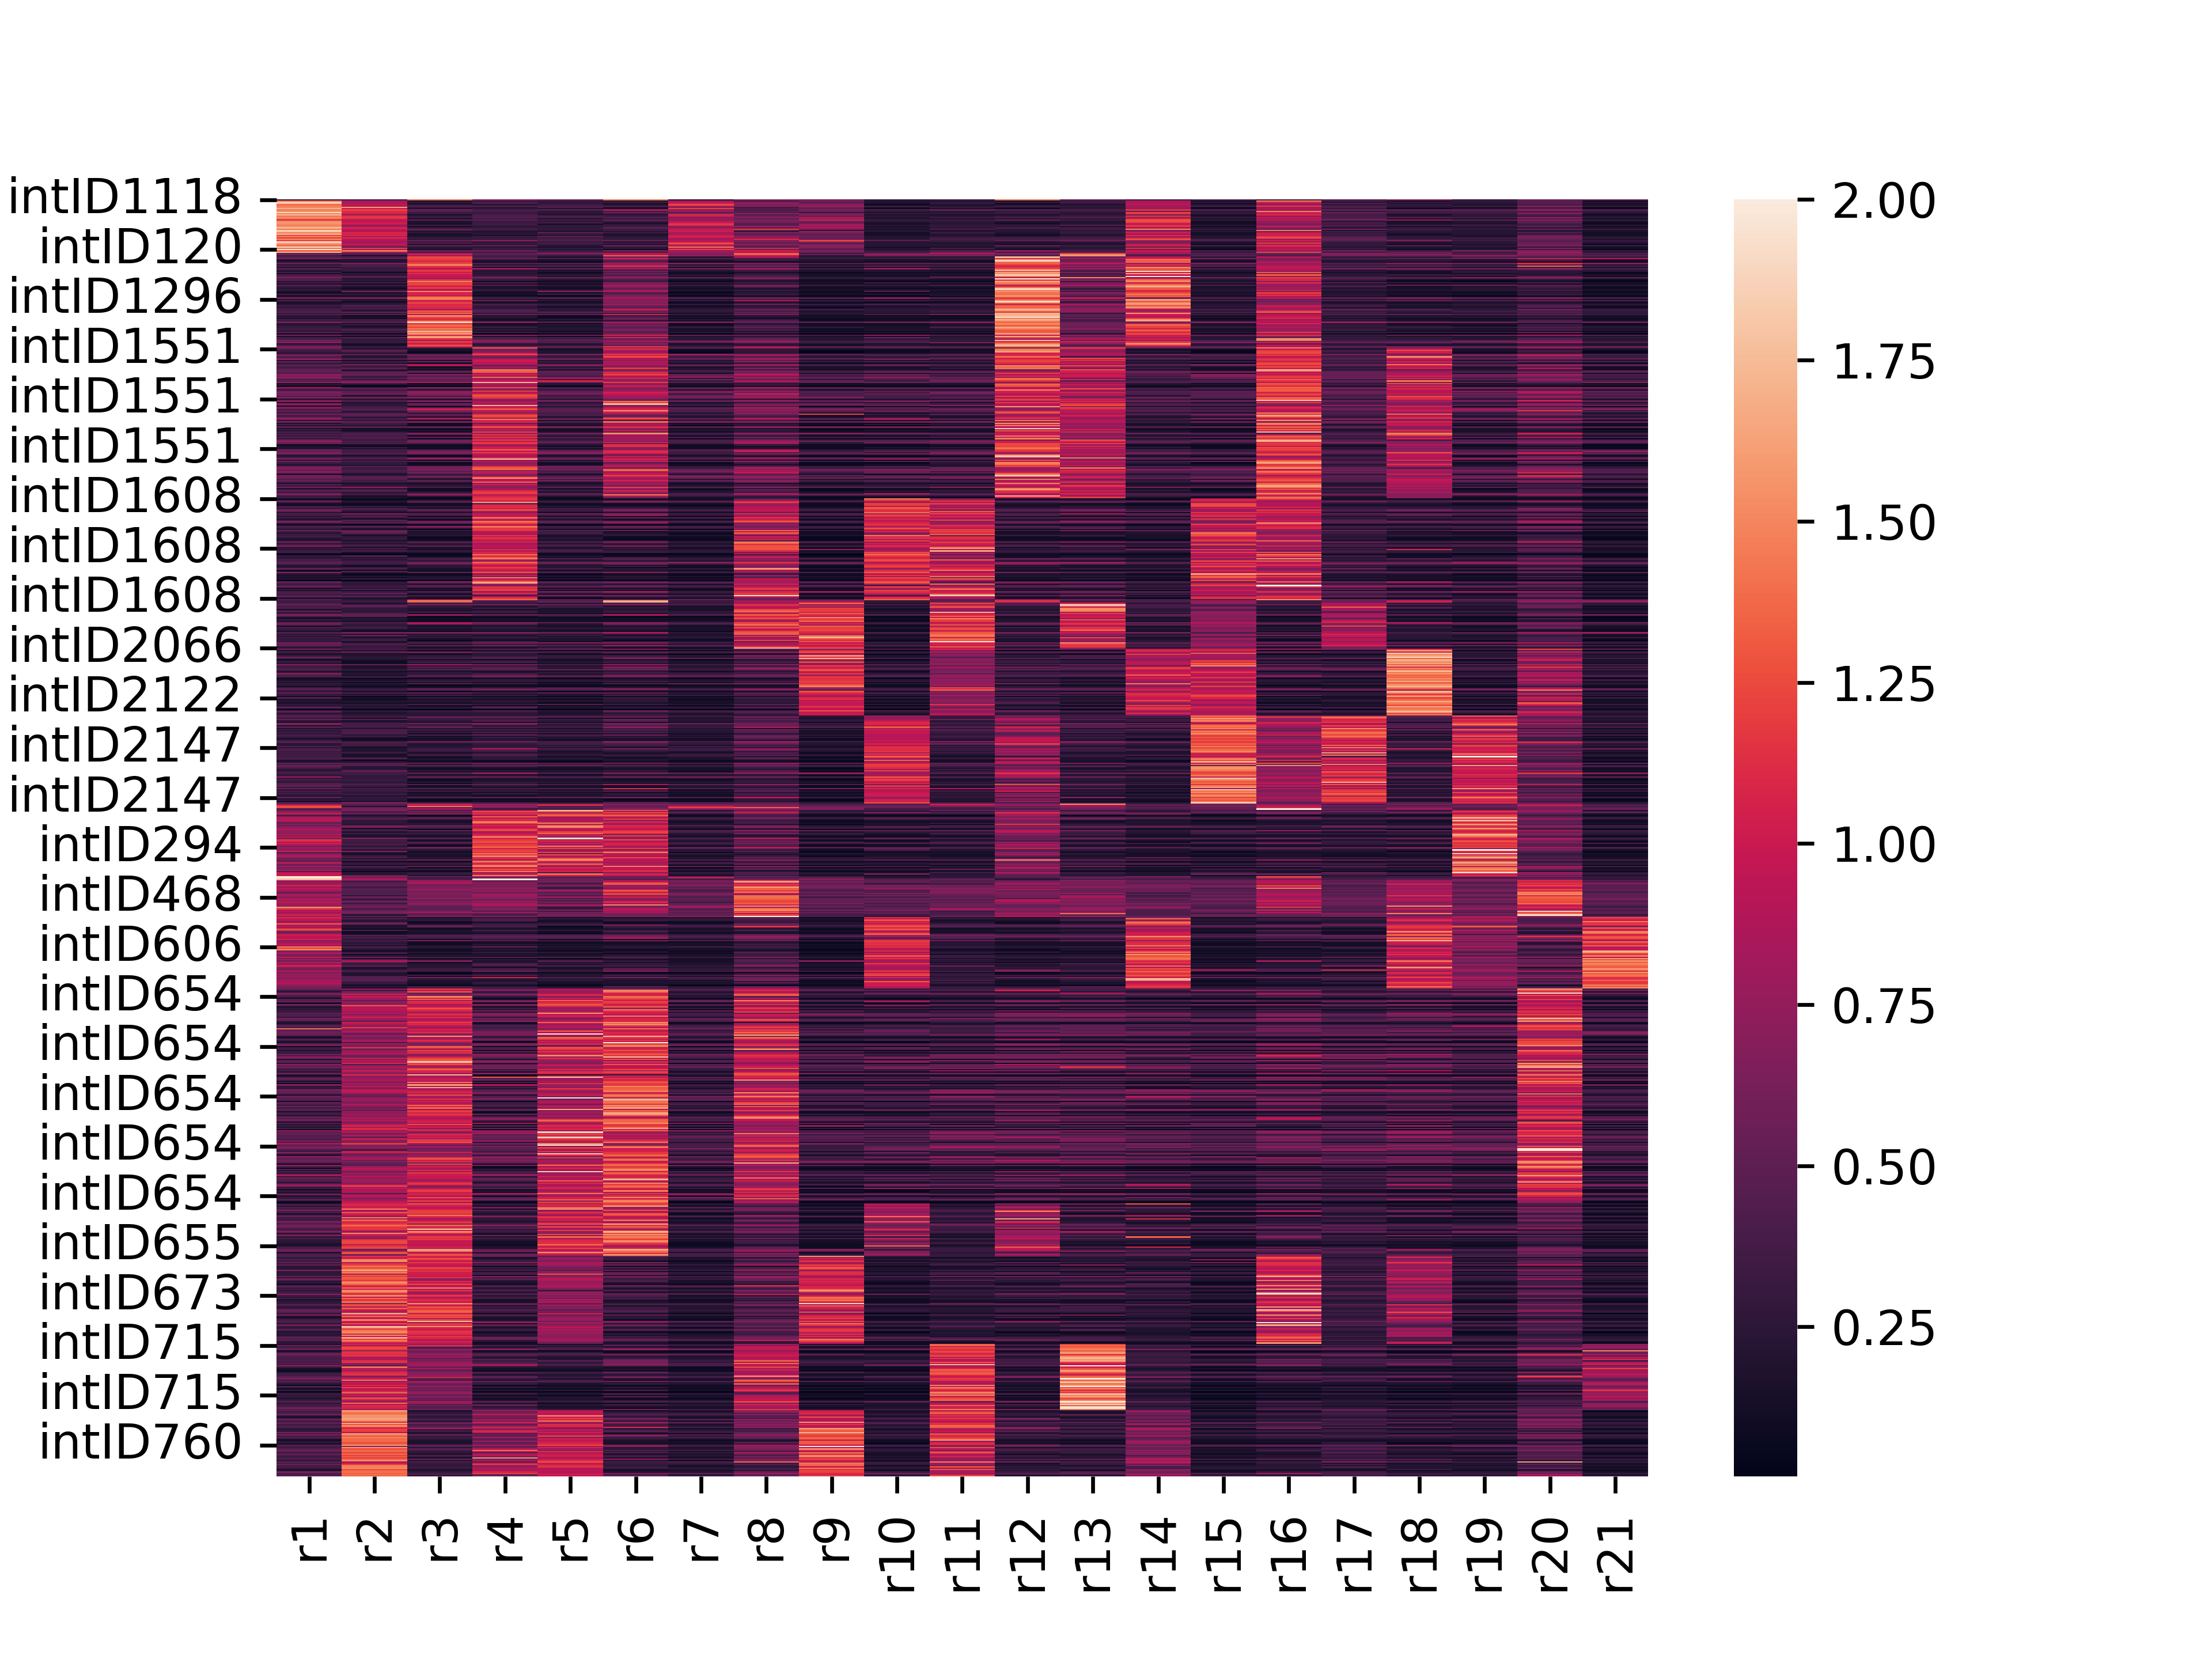 intID1118
intID120
intID1296
intID1551
intID1551
intID1551
intID1608
intID1608
intID1608
intID2066
intID2122
intID2147
intID2147
intID294
intID468
intID606
intID654
intID654
intID654
intID654
intID654
intID655
intID673
intID715
intID715
intID760
r1 r2 r3 r4 r5 r6 r7 r8 r9 r10 r11 r12 r13 r14 r15 r16 r17 r18 r19 r20 r21
2.00
1.75
1.50
1.25
1.00
0.75
0.50
0.25